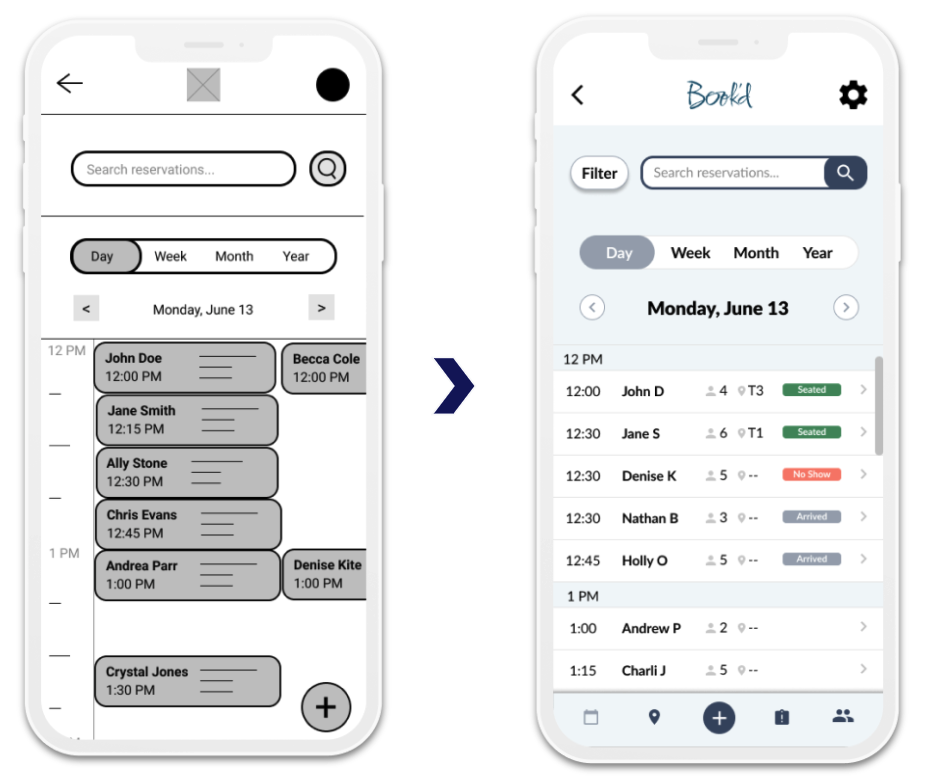 Search reservations...
Day Week Month Year
< Monday, June 13 >
12 PM
John Doe
12:00 PM
Becca Cole
12:00 PM
Jane Smith
12:15 PM
Ally Stone
12:30 PM
Chris Evans
12:45 PM
1 PM
Andrea Parr
1:00 PM
Denise Kite
1:00 PM
Crystal Jones
1:30 PM
+
Book'd
Filter Search reservations...
Day Week Month Year
Monday, June 13
12 PM
12:00 John D 4 T3 Seated
12:30 Jane S 6 T1 Seated
12:30 Denise K 5 -- No Show
12:30 Nathan B 3 -- Arrived
12:45 Holly O 5 -- Arrived
1 PM
1:00 Andrew P 2 --
1:15 Charli J 5 --
+